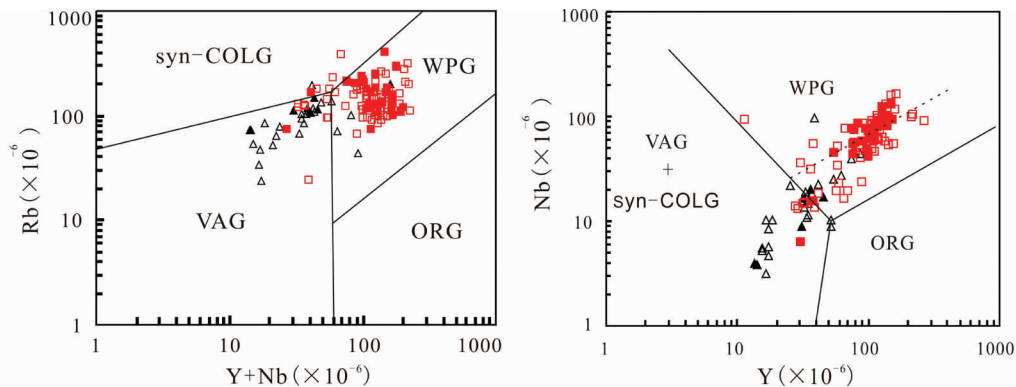 1000
100
10
1
Rb(×10⁻⁶)
syn-COLG
WPG
VAG
ORG
1 10 100 1000
Y+Nb(×10⁻⁶)
1000
100
10
1
Nb(×10⁻⁶)
WPG
VAG
+
syn-COLG
ORG
1 10 100 1000
Y(×10⁻⁶)